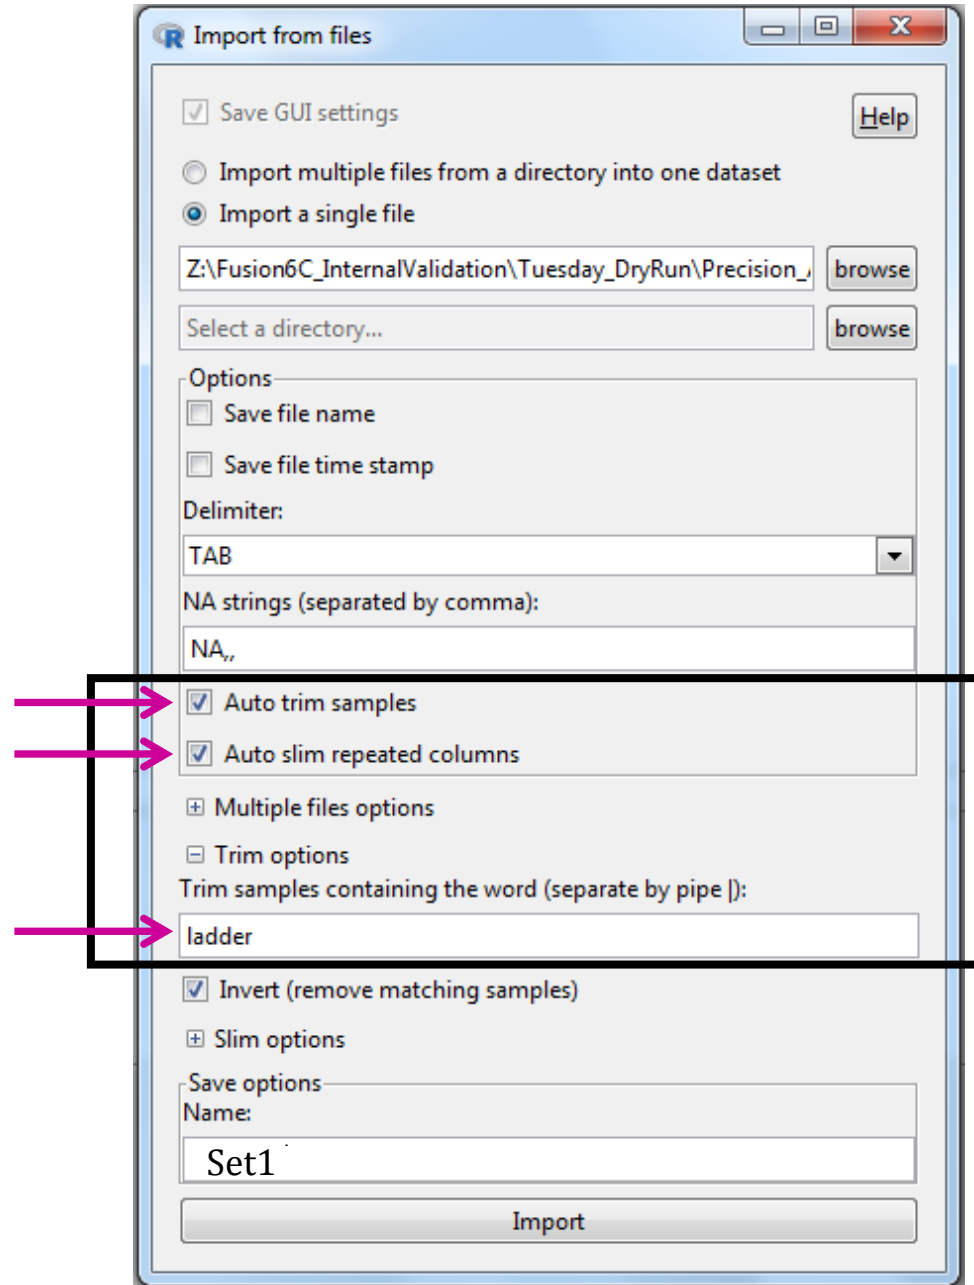 Import from files
Save GUI settings
Help
Import multiple files from a directory into one dataset
Import a single file
Z:\Fusion6C_InternalValidation\Tuesday_DryRun\Precision_
browse
Select a directory...
browse
Options
Save file name
Save file time stamp
Delimiter:
TAB
NA strings (separated by comma):
NA,,
Auto trim samples
Auto slim repeated columns
Multiple files options
Trim options
Trim samples containing the word (separate by pipe |):
ladder
Invert (remove matching samples)
Slim options
Save options
Name:
Set1
Import